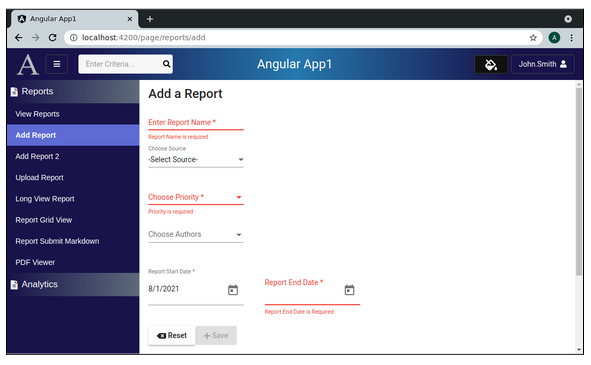 Angular App1
localhost:4200/page/reports/add
A
A
Enter Criteria...
Angular App1
John.Smith
Reports
View Reports
Add Report
Add Report 2
Upload Report
Long View Report
Report Grid View
Report Submit Markdown
PDF Viewer
Analytics
Add a Report
Enter Report Name *
Report Name is required
Choose Source
-Select Source-
Choose Priority *
Priority is required
Choose Authors
Report Start Date *
8/1/2021
Report End Date *
Report End Date is Required
Reset
+ Save